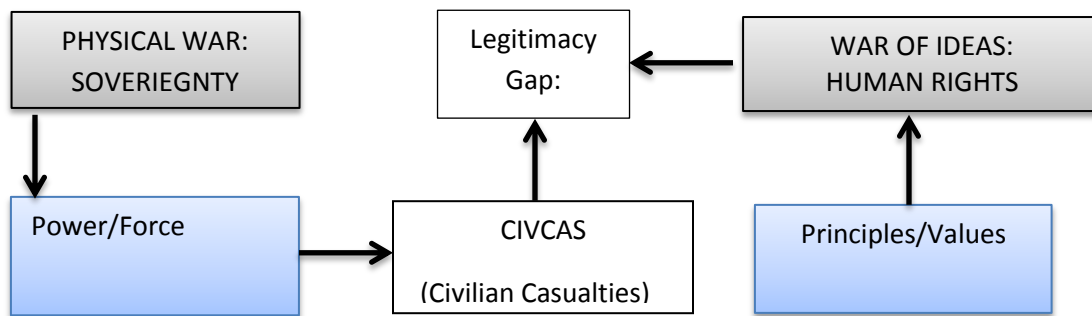 PHYSICAL WAR:
SOVERIEGNTY
Legitimacy
Gap:
WAR OF IDEAS:
HUMAN RIGHTS
Power/Force
CIVCAS
(Civilian Casualties)
Principles/Values